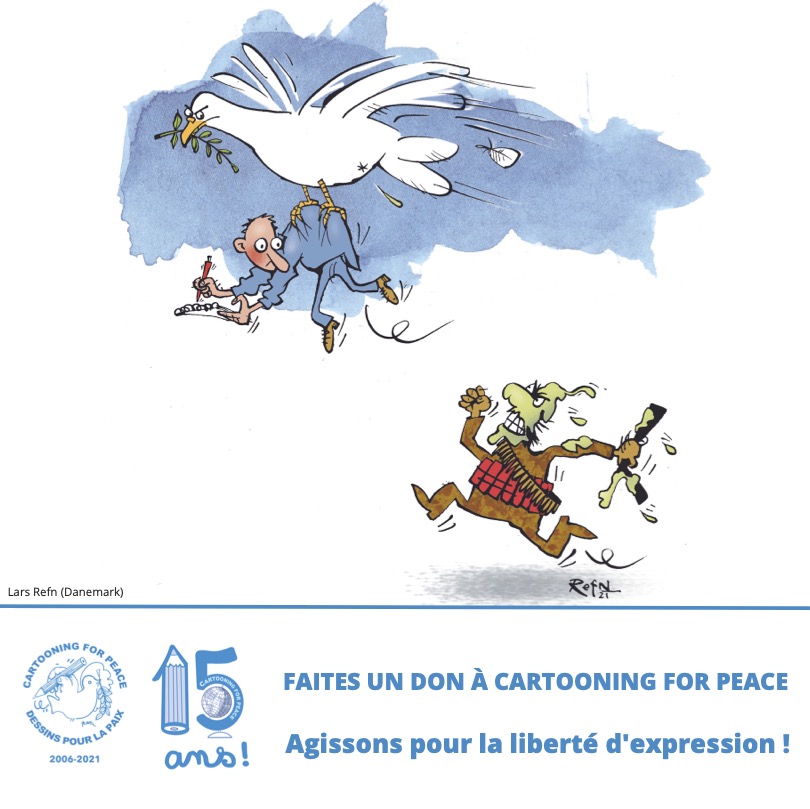 Lars Refn (Danemark)
Refn
21
CARTOONING FOR PEACE
DESSINS POUR LA PAIX
2006-2021
15
CARTOONING FOR PEACE
ans!
FAITES UN DON À CARTOONING FOR PEACE
Agissons pour la liberté d'expression !